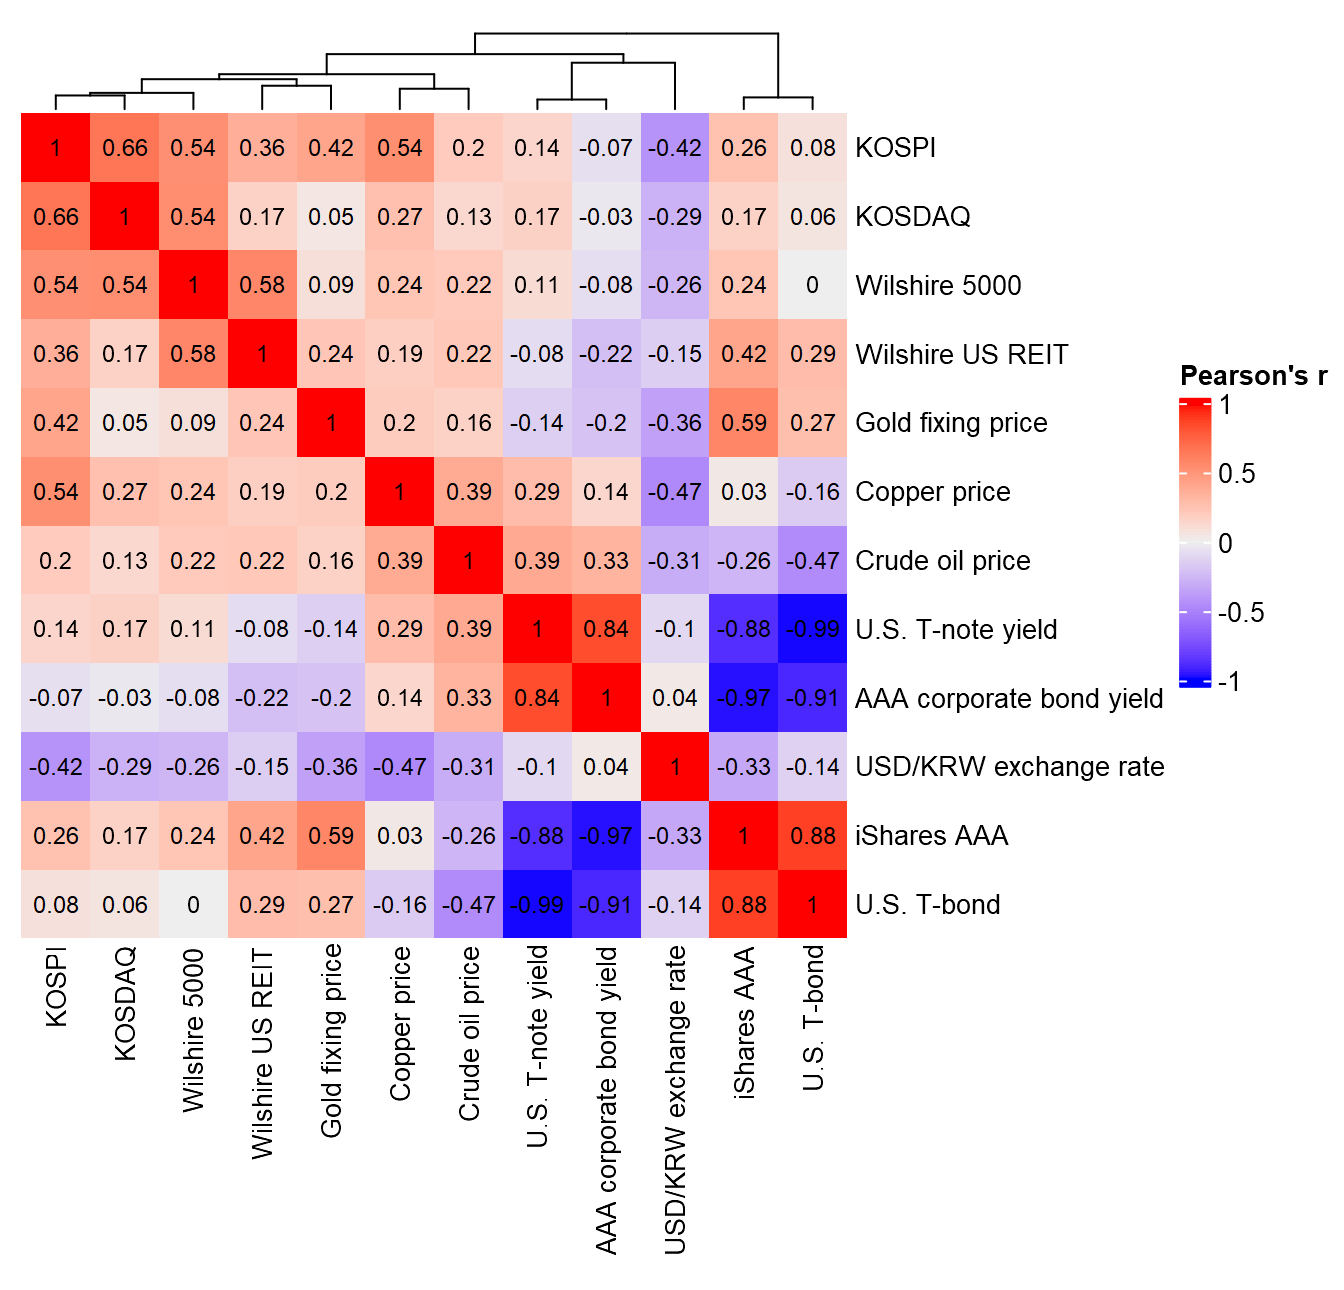 1 0.66 0.54 0.36 0.42 0.54 0.2 0.14 -0.07 -0.42 0.26 0.08 KOSPI
0.66 1 0.54 0.17 0.05 0.27 0.13 0.17 -0.03 -0.29 0.17 0.06 KOSDAQ
0.54 0.54 1 0.58 0.09 0.24 0.22 0.11 -0.08 -0.26 0.24 0 Wilshire 5000
0.36 0.17 0.58 1 0.24 0.19 0.22 -0.08 -0.22 -0.15 0.42 0.29 Wilshire US REIT
0.42 0.05 0.09 0.24 1 0.2 0.16 -0.14 -0.2 -0.36 0.59 0.27 Gold fixing price
0.54 0.27 0.24 0.19 0.2 1 0.39 0.29 0.14 -0.47 0.03 -0.16 Copper price
0.2 0.13 0.22 0.22 0.16 0.39 1 0.39 0.33 -0.31 -0.26 -0.47 Crude oil price
0.14 0.17 0.11 -0.08 -0.14 0.29 0.39 1 0.84 -0.1 -0.88 -0.99 U.S. T-note yield
-0.07 -0.03 -0.08 -0.22 -0.2 0.14 0.33 0.84 1 0.04 -0.97 -0.91 AAA corporate bond yield
-0.42 -0.29 -0.26 -0.15 -0.36 -0.47 -0.31 -0.1 0.04 1 -0.33 -0.14 USD/KRW exchange rate
0.26 0.17 0.24 0.42 0.59 0.03 -0.26 -0.88 -0.97 -0.33 1 0.88 iShares AAA
0.08 0.06 0 0.29 0.27 -0.16 -0.47 -0.99 -0.91 -0.14 0.88 1 U.S. T-bond
KOSPI
KOSDAQ
Wilshire 5000
Wilshire US REIT
Gold fixing price
Copper price
Crude oil price
U.S. T-note yield
AAA corporate bond yield
USD/KRW exchange rate
iShares AAA
U.S. T-bond
Pearson's r
1
0.5
0
-0.5
-1